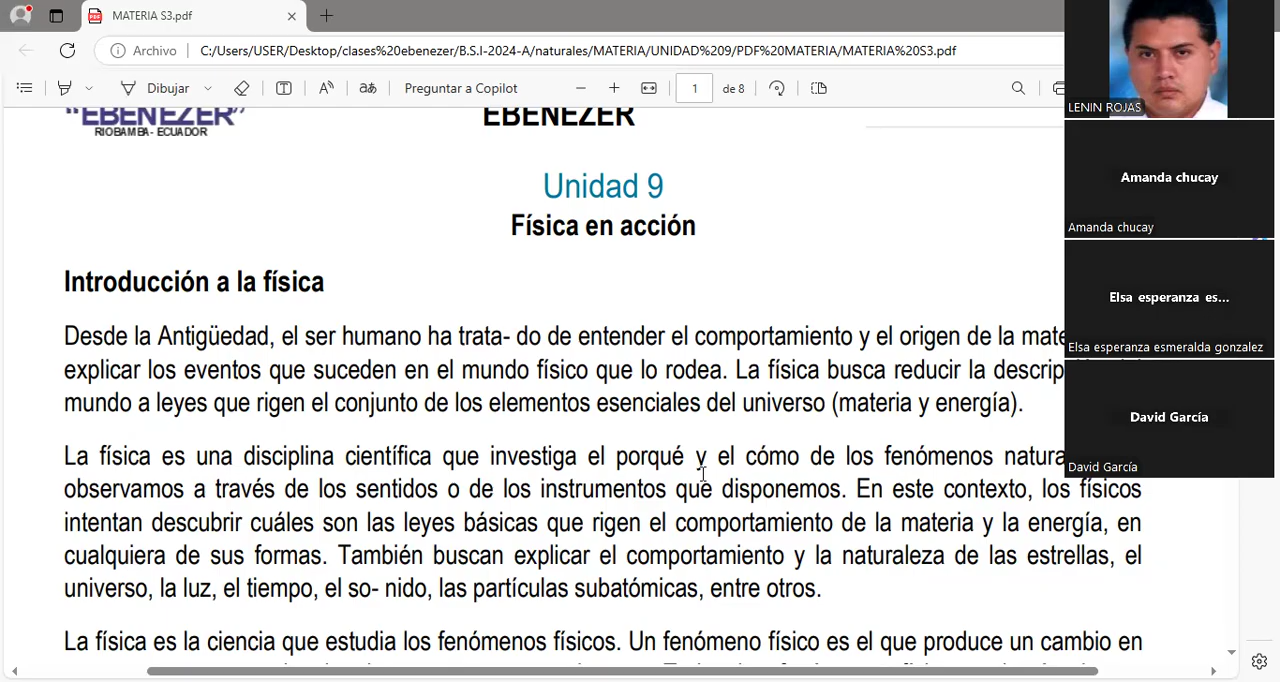 MATERIA S3.pdf
Archivo
C:/Users/USER/Desktop/clases%20ebenezer/B.S.I-2024-A/naturales/MATERIA/UNIDAD%209/PDF%20MATERIA/MATERIA%20S3.pdf
Dibujar
Preguntar a Copilot
1
de 8
"EBENEZER"
RIOBAMBA - ECUADOR
EBENEZER
Unidad 9
Física en acción
Introducción a la física
Desde la Antigüedad, el ser humano ha trata- do de entender el comportamiento y el origen de la mate
explicar los eventos que suceden en el mundo físico que lo rodea. La física busca reducir la descrip
mundo a leyes que rigen el conjunto de los elementos esenciales del universo (materia y energía).
La física es una disciplina científica que investiga el porqué y el cómo de los fenómenos natura
observamos a través de los sentidos o de los instrumentos que disponemos. En este contexto, los físicos
intentan descubrir cuáles son las leyes básicas que rigen el comportamiento de la materia y la energía, en
cualquiera de sus formas. También buscan explicar el comportamiento y la naturaleza de las estrellas, el
universo, la luz, el tiempo, el so- nido, las partículas subatómicas, entre otros.
La física es la ciencia que estudia los fenómenos físicos. Un fenómeno físico es el que produce un cambio en
LENIN ROJAS
Amanda chucay
Amanda chucay
Elsa esperanza es...
Elsa esperanza esmeralda gonzalez
David García
David García